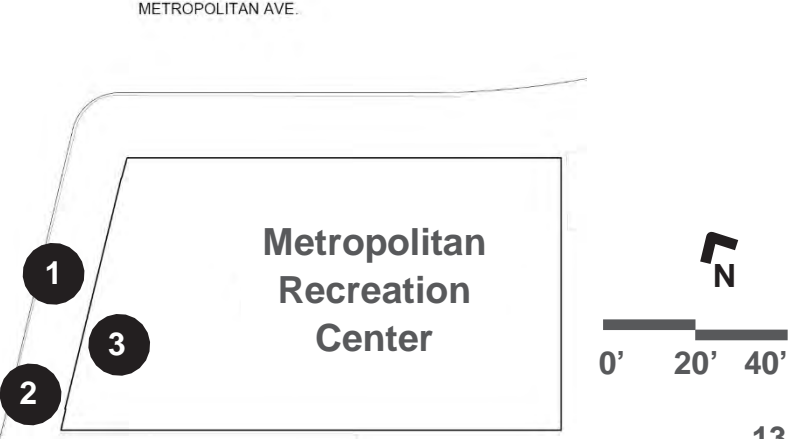 METROPOLITAN AVE.
Metropolitan
Recreation
Center
1
2
3
N
0’ 20’ 40’
13